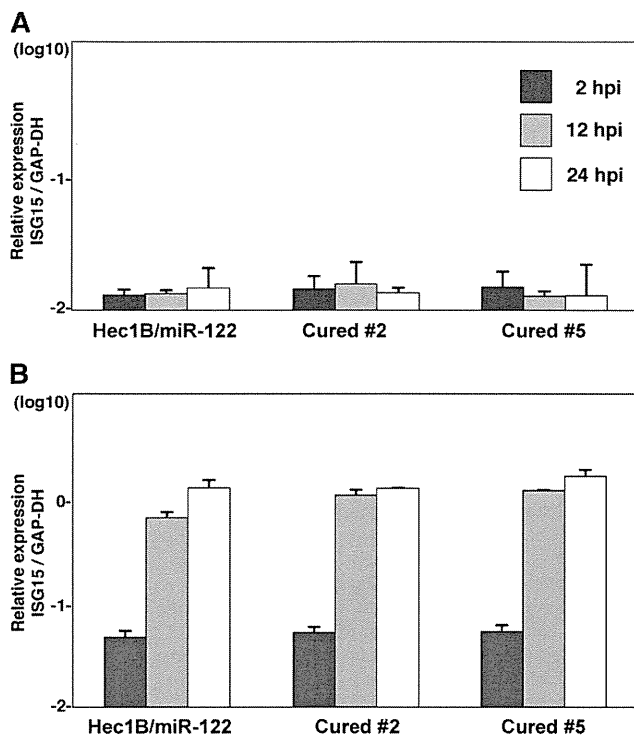 A
(log10)
Relative expression
ISG15 / GAP-DH
-1
-2
2 hpi
12 hpi
24 hpi
Hec1B/miR-122 Cured #2 Cured #5
B
(log10)
Relative expression
ISG15 / GAP-DH
0
-1
-2
Hec1B/miR-122 Cured #2 Cured #5